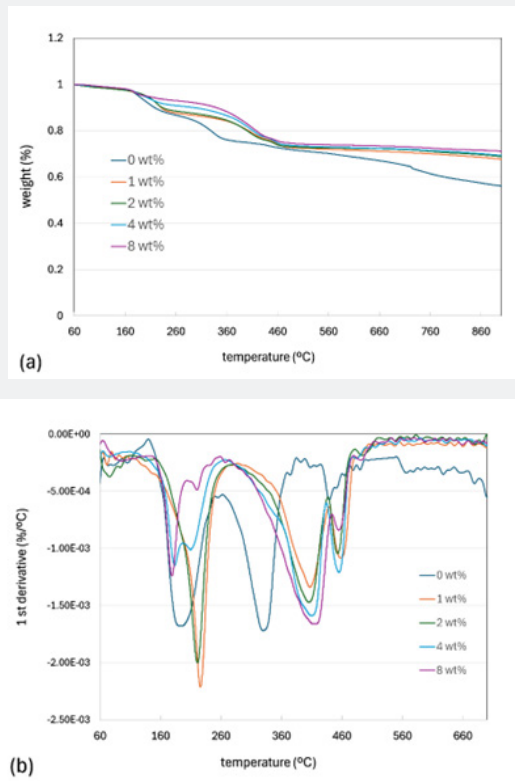 1.2
1
0.8
0.6
0.4
0.2
0
weight (%)
0 wt%
1 wt%
2 wt%
4 wt%
8 wt%
60 160 260 360 460 560 660 760 860
temperature (ºC)
(a)
0.00E+00
-5.00E-04
-1.00E-03
-1.50E-03
-2.00E-03
-2.50E-03
1 st derivative (%/ºC)
0 wt%
1 wt%
2 wt%
4 wt%
8 wt%
60 160 260 360 460 560 660
temperature (ºC)
(b)